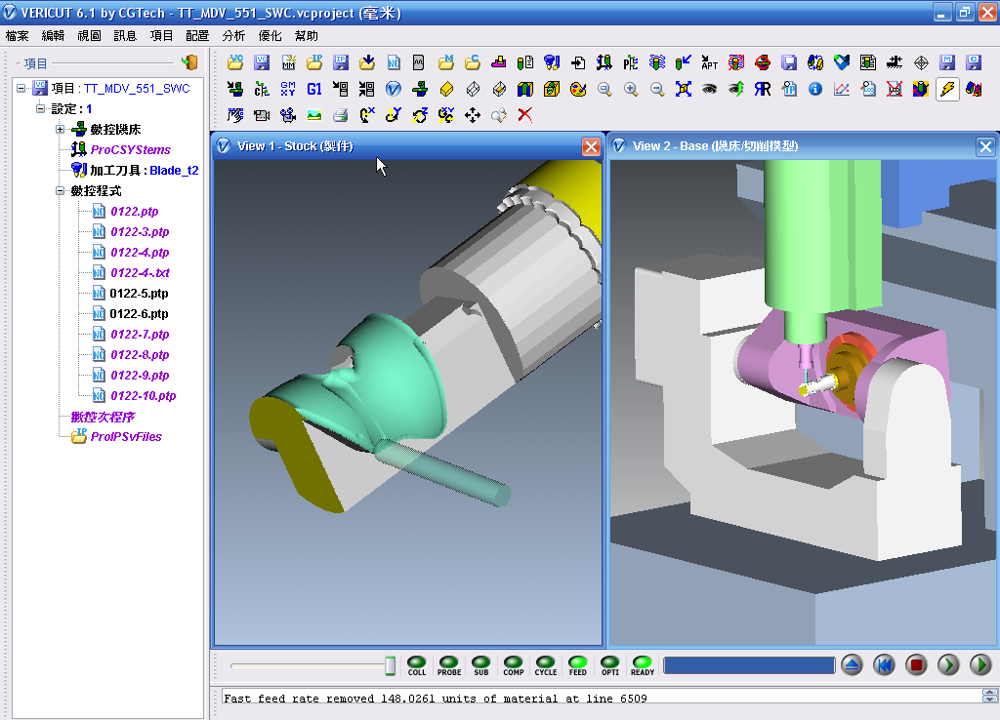 VERICUT 6.1 by CGTech - TT_MDV_551_SWC.vcproject (毫米)
檔案 編輯 視圖 訊息 項目 配置 分析 優化 幫助
項目
項目 : TT_MDV_551_SWC
設定 : 1
數控機床
ProCSYStems
加工刀具 : Blade_t2
數控程式
0122.ptp
0122-3.ptp
0122-4.ptp
0122-4-.txt
0122-5.ptp
0122-6.ptp
0122-7.ptp
0122-8.ptp
0122-9.ptp
0122-10.ptp
數控次程序
ProIPSvFiles
View 1 - Stock (製件)
View 2 - Base (機床/切削模型)
COLL PROBE SUB COMP CYCLE FEED OPTI READY
Fast feed rate removed 148.0261 units of material at line 6509